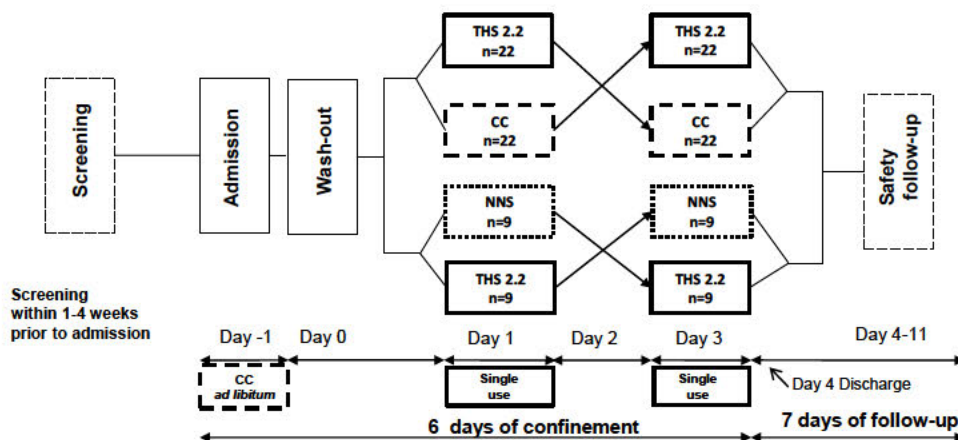 Screening
Admission
Wash-out
THS 2.2
n=22
CC
n=22
NNS
n=9
THS 2.2
n=9
THS 2.2
n=22
CC
n=22
NNS
n=9
THS 2.2
n=9
Safety
follow-up
Screening
within 1-4 weeks
prior to admission
Day -1
Day 0
Day 1
Day 2
Day 3
Day 4-11
CC
ad libitum
Single
use
Single
use
Day 4 Discharge
6 days of confinement
7 days of follow-up